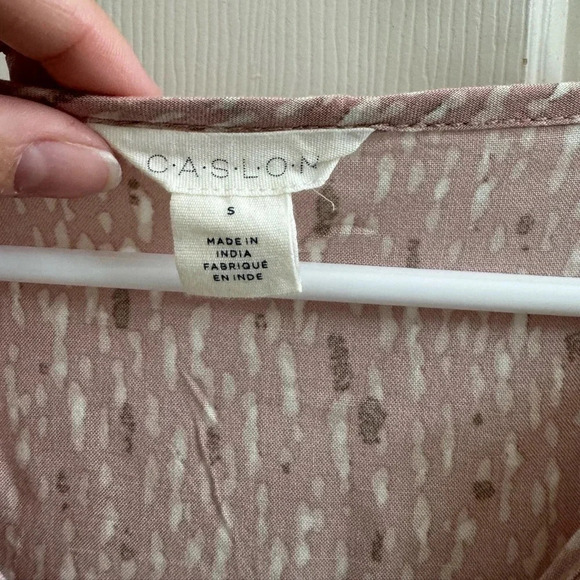 C·A·S·L·O·N
S
MADE IN
INDIA
FABRIQUÉ
EN INDE